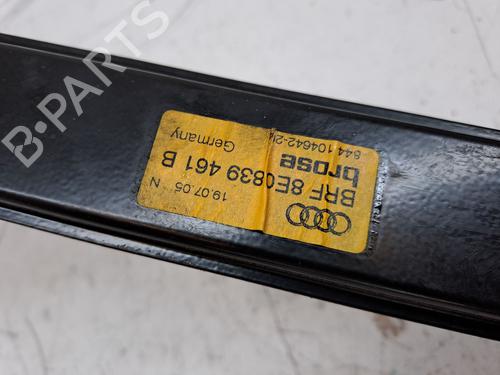 B-PARTS
BRF 8E0839 461 B
brose
844 104642-2
Germany
19.07.05 N